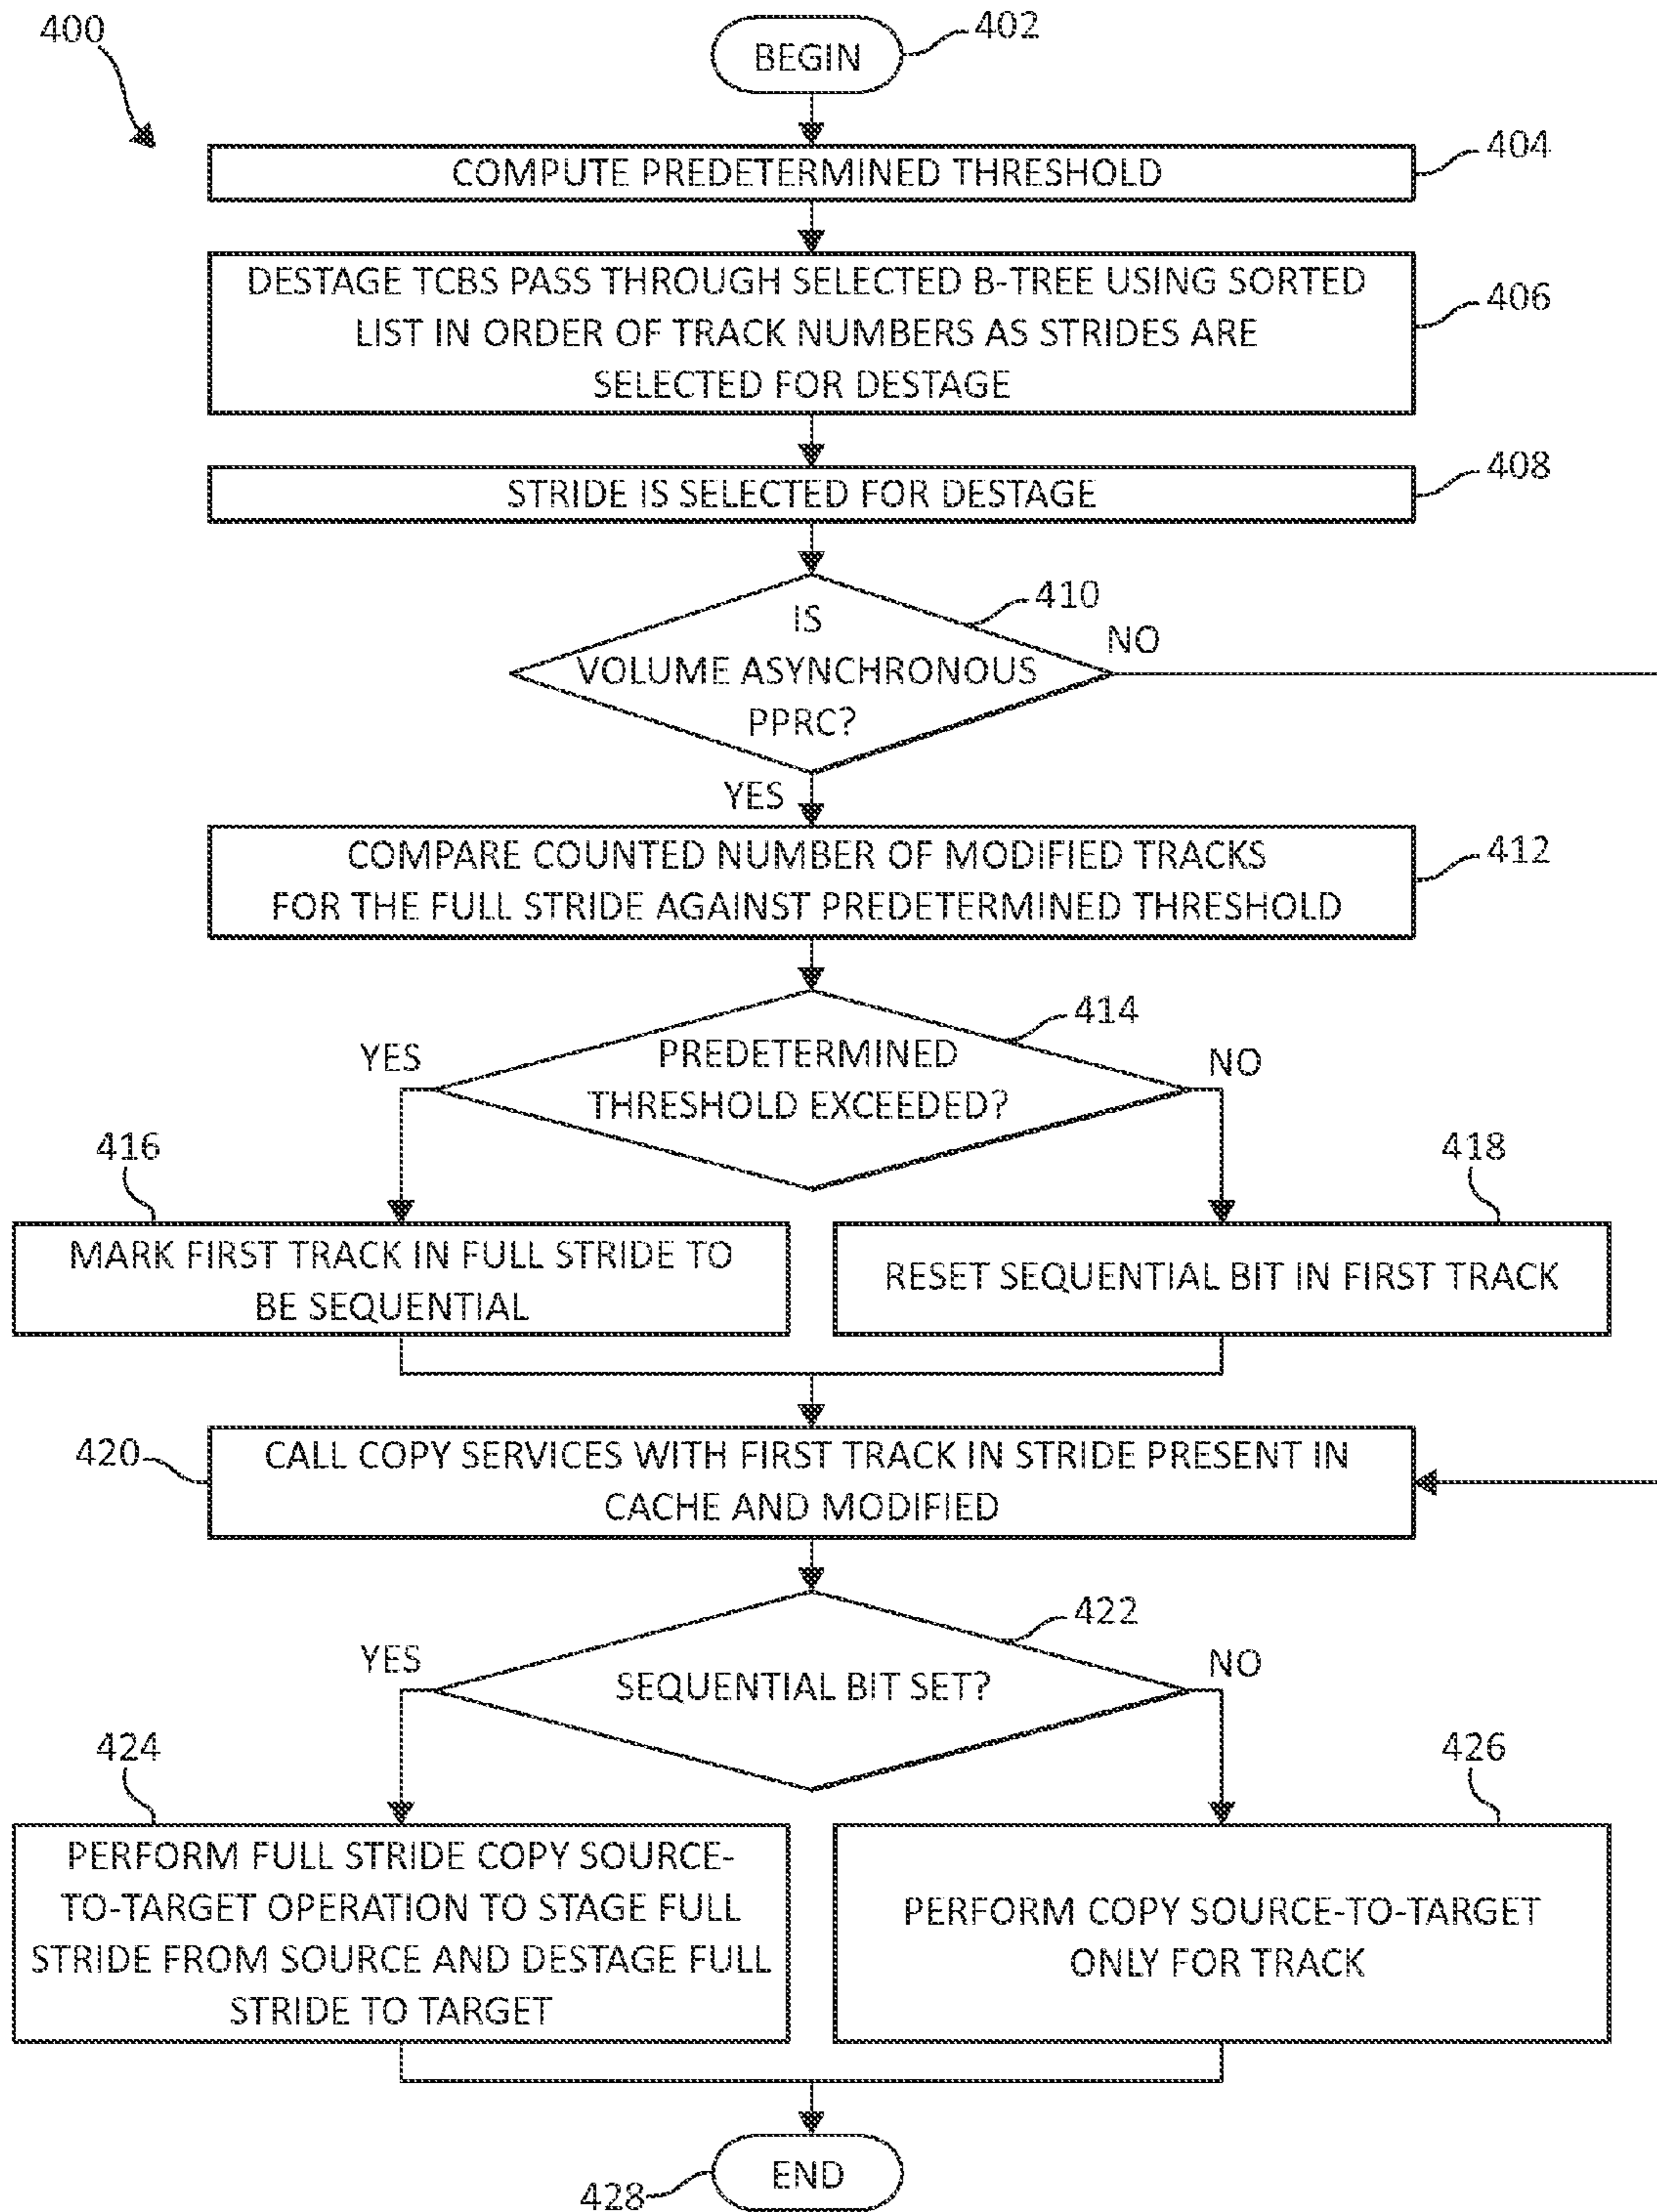 400
BEGIN
402
COMPUTE PREDETERMINED THRESHOLD
404
DESTAGE TCBS PASS THROUGH SELECTED B-TREE USING SORTED
LIST IN ORDER OF TRACK NUMBERS AS STRIDES ARE
SELECTED FOR DESTAGE
406
STRIDE IS SELECTED FOR DESTAGE
408
IS
VOLUME ASYNCHRONOUS
PPRC?
410
NO
YES
COMPARE COUNTED NUMBER OF MODIFIED TRACKS
FOR THE FULL STRIDE AGAINST PREDETERMINED THRESHOLD
412
PREDETERMINED
THRESHOLD EXCEEDED?
414
YES
NO
416
MARK FIRST TRACK IN FULL STRIDE TO
BE SEQUENTIAL
418
RESET SEQUENTIAL BIT IN FIRST TRACK
420
CALL COPY SERVICES WITH FIRST TRACK IN STRIDE PRESENT IN
CACHE AND MODIFIED
422
YES
SEQUENTIAL BIT SET?
NO
424
PERFORM FULL STRIDE COPY SOURCE-
TO-TARGET OPERATION TO STAGE FULL
STRIDE FROM SOURCE AND DESTAGE FULL
STRIDE TO TARGET
426
PERFORM COPY SOURCE-TO-TARGET
ONLY FOR TRACK
END
428